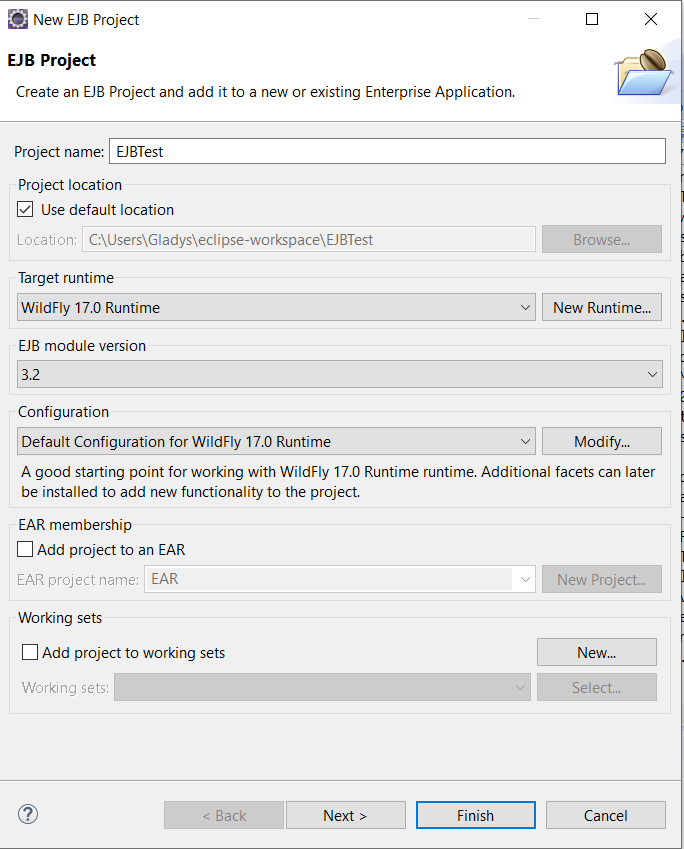 New EJB Project
EJB Project
Create an EJB Project and add it to a new or existing Enterprise Application.
Project name: EJBTest
Project location
Use default location
Location: C:\Users\Gladys\eclipse-workspace\EJBTest Browse...
Target runtime
WildFly 17.0 Runtime New Runtime...
EJB module version
3.2
Configuration
Default Configuration for WildFly 17.0 Runtime Modify...
A good starting point for working with WildFly 17.0 Runtime runtime. Additional facets can later
be installed to add new functionality to the project.
EAR membership
Add project to an EAR
EAR project name: EAR New Project...
Working sets
Add project to working sets New...
Working sets: Select...
? < Back Next > Finish Cancel